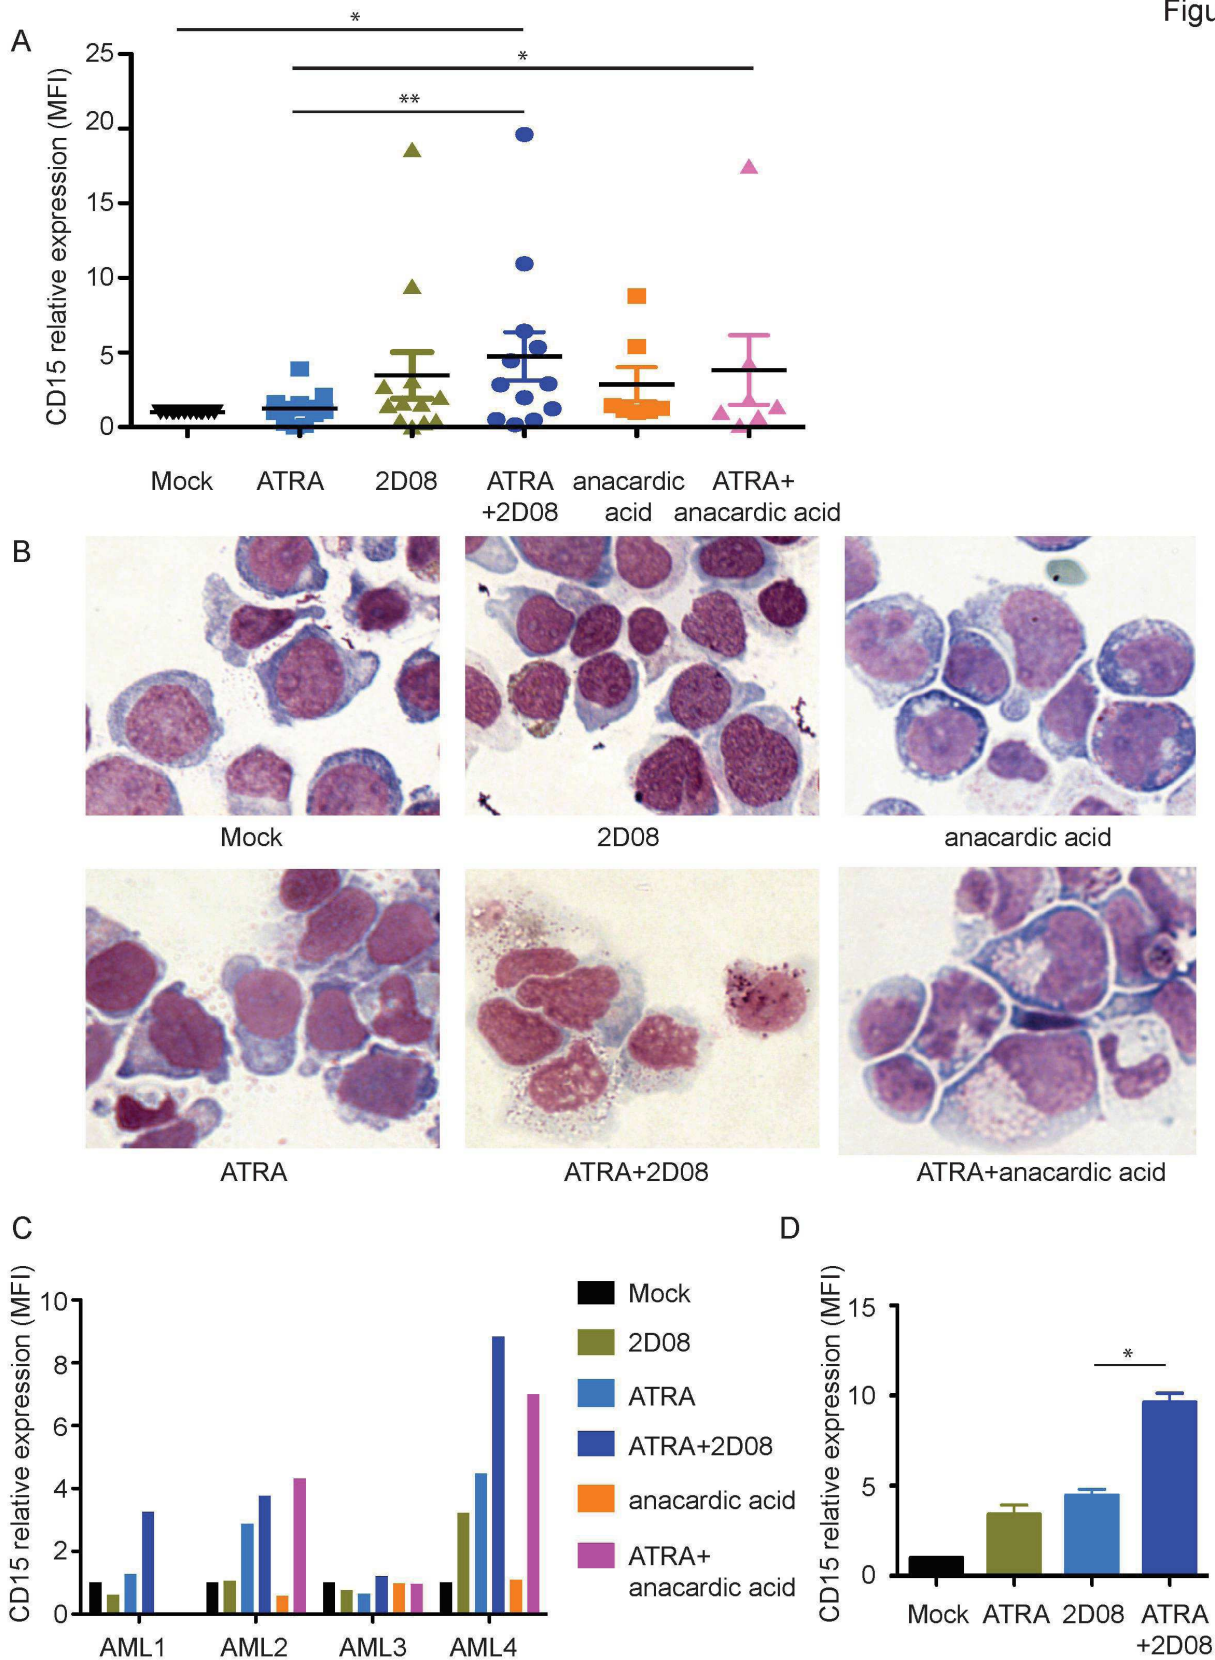 Figu
A
*
*
**
CD15 relative expression (MFI)
25
20
15
10
5
0
Mock
ATRA
2D08
ATRA
+2D08
anacardic
acid
ATRA+
anacardic acid
B
Mock
2D08
anacardic acid
ATRA
ATRA+2D08
ATRA+anacardic acid
C
CD15 relative expression (MFI)
10
8
6
4
2
0
AML1
AML2
AML3
AML4
Mock
2D08
ATRA
ATRA+2D08
anacardic acid
ATRA+
anacardic acid
D
CD15 relative expression (MFI)
15
10
5
0
*
Mock
ATRA
2D08
ATRA
+2D08